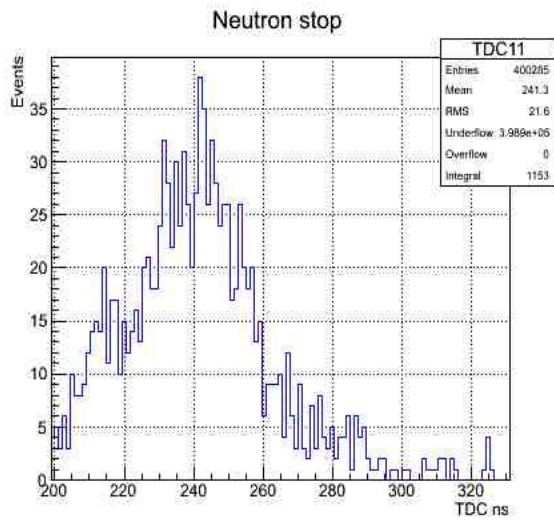 Neutron stop
TDC11
Entries 400285
Mean 241.3
RMS 21.6
Underflow 3.989e+05
Overflow 0
Integral 1153
Events
35
30
25
20
15
10
5
0
200 220 240 260 280 300 320
TDC ns